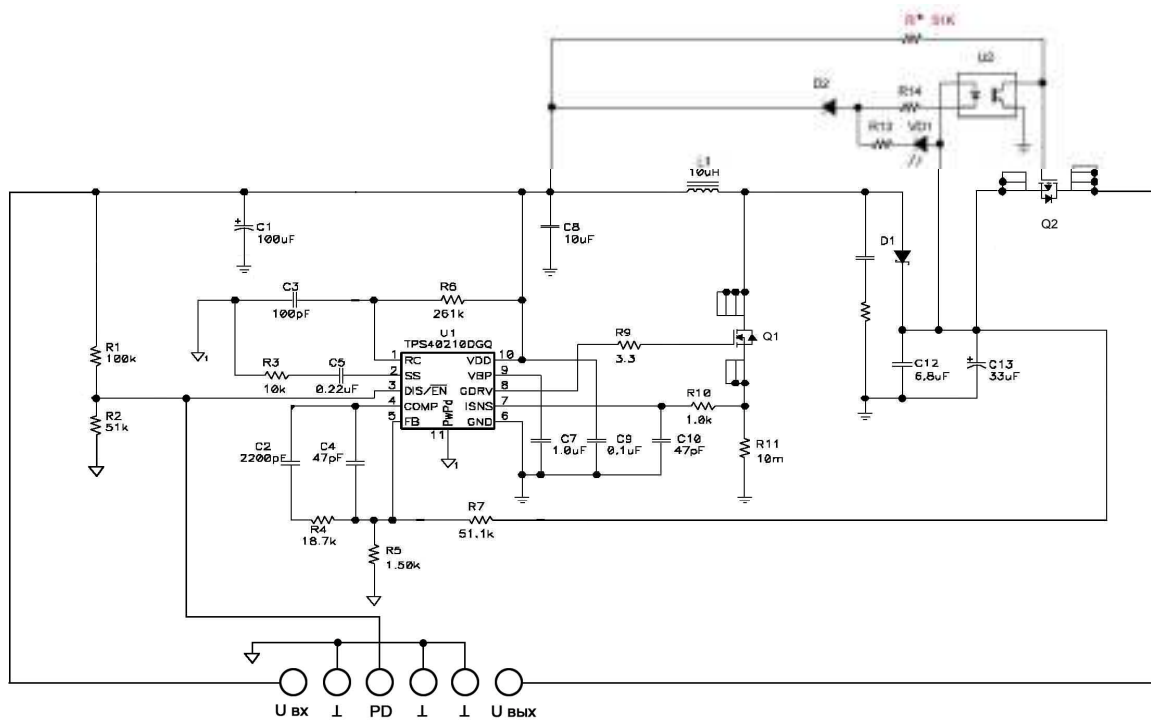 R* 51K
U2
D2
R14
R13 VD1
L1
10uH
C1
100uF
C8
10uF
D1
Q2
C3
100pF
R6
261k
U1
TPS40210DGQ
R9
3.3
Q1
R1
100k
R3
10k
C5
0.22uF
1 RC VDD 10
2 SS VBP 9
3 DIS/EN GDRV 8
4 COMP ISNS 7
5 FB GND 6
PwPd
11
1
1
R10
1.0k
C12
6.8uF
C13
33uF
R2
51k
C2
2200pF
C4
47pF
C7
1.0uF
C9
0.1uF
C10
47pF
R11
10m
R4
18.7k
R7
51.1k
R5
1.50k
U вх ⊥ PD ⊥ ⊥ U вых